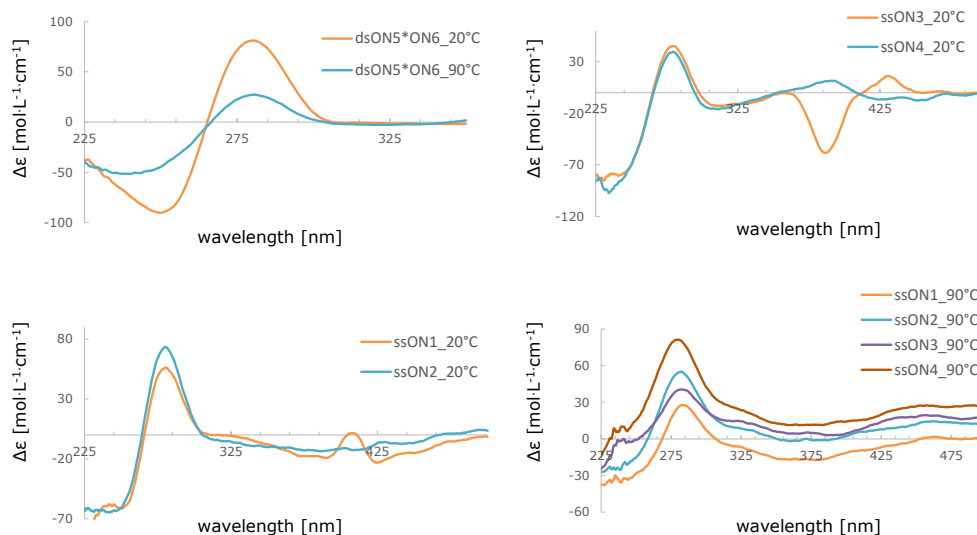 100
50
0
-50
-100
225
275
325
Δε [mol·L⁻¹·cm⁻¹]
wavelength [nm]
dsON5*ON6_20°C
dsON5*ON6_90°C
30
-30
-80
-120
225
325
425
Δε [mol·L⁻¹·cm⁻¹]
wavelength [nm]
ssON3_20°C
ssON4_20°C
80
30
-20
-70
225
325
425
Δε [mol·L⁻¹·cm⁻¹]
wavelength [nm]
ssON1_20°C
ssON2_20°C
90
60
30
0
-30
-60
225
275
325
375
425
475
Δε [mol·L⁻¹·cm⁻¹]
wavelength [nm]
ssON1_90°C
ssON2_90°C
ssON3_90°C
ssON4_90°C